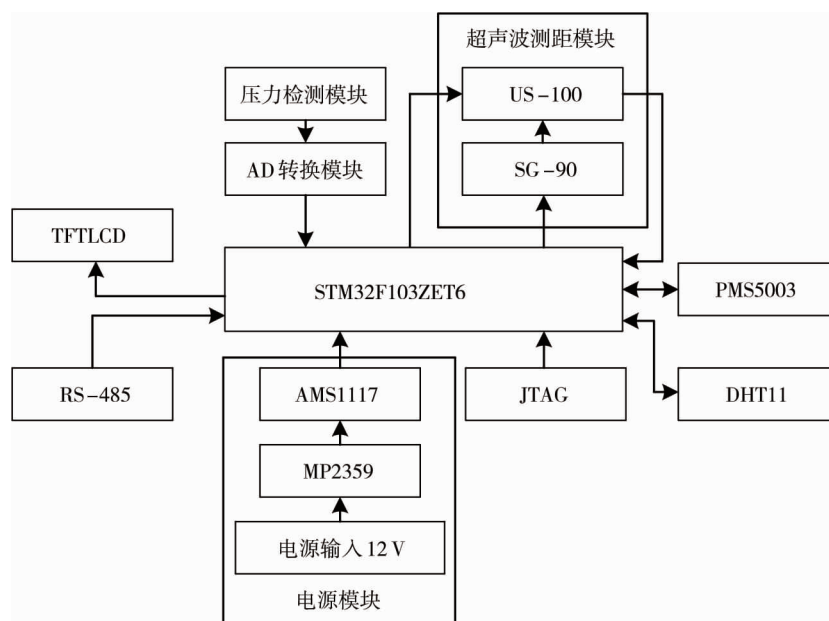 超声波测距模块
US-100
SG-90
压力检测模块
AD转换模块
TFTLCD
STM32F103ZET6
PMS5003
RS-485
AMS1117
JTAG
DHT11
MP2359
电源输入12V
电源模块